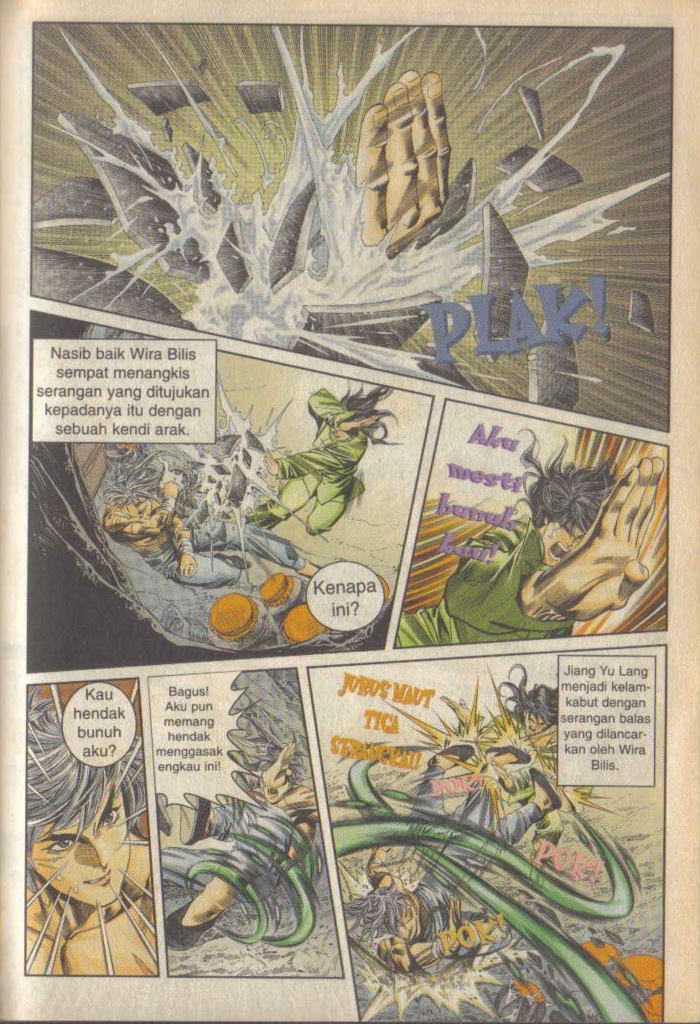 PLAK!
Nasib baik Wira Bilis
sempat menangkis
serangan yang ditujukan
kepadanya itu dengan
sebuah kendi arak.
Kenapa
ini?
Aku
mesti
bunuh
kau!
Kau
hendak
bunuh
aku?
Bagus!
Aku pun
memang
hendak
menggasak
engkau ini!
JURUS MAUT
TIGA
SERANGKAI!
Jiang Yu Lang
menjadi kelam-
kabut dengan
serangan balas
yang dilancar-
kan oleh Wira
Bilis.
POK!
POK!
POK!